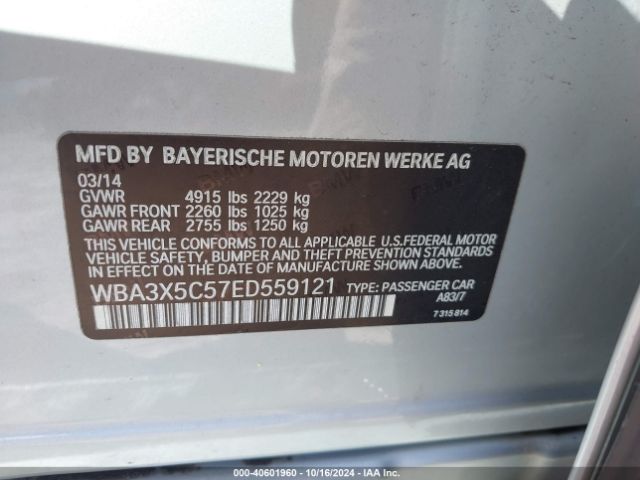 MFD BY BAYERISCHE MOTOREN WERKE AG
03/14
GVWR 4915 lbs 2229 kg
GAWR FRONT 2260 lbs 1025 kg
GAWR REAR 2755 lbs 1250 kg
THIS VEHICLE CONFORMS TO ALL APPLICABLE U.S.FEDERAL MOTOR
VEHICLE SAFETY, BUMPER AND THEFT PREVENTION STANDARDS
IN EFFECT ON THE DATE OF MANUFACTURE SHOWN ABOVE.
WBA3X5C57ED559121 TYPE: PASSENGER CAR
A83/7
7 315 814
000-40601960 - 10/16/2024 - IAA Inc.